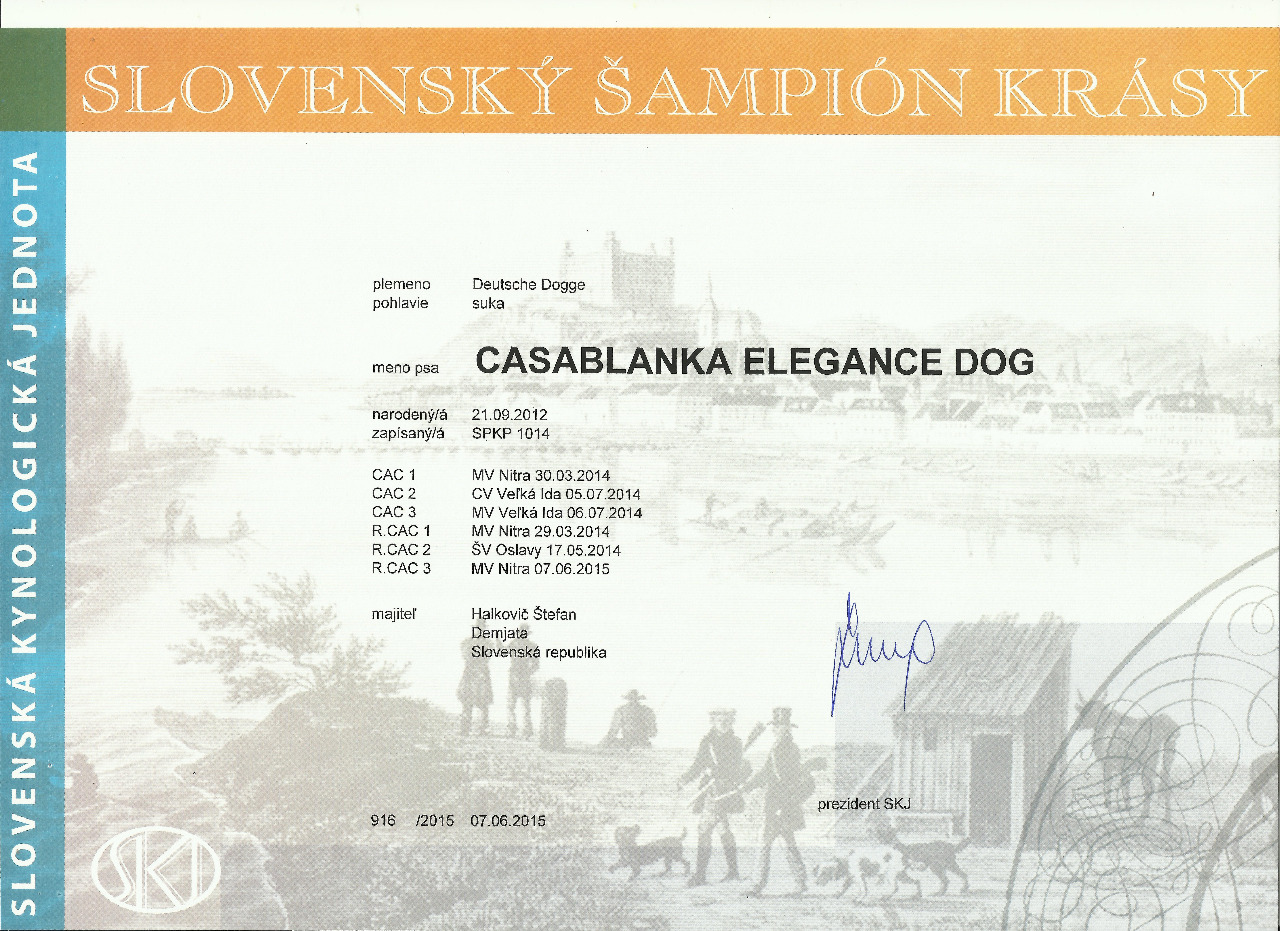 SLOVENSKÝ ŠAMPIÓN KRÁSY
SLOVENSKÁ KYNOLOGICKÁ JEDNOTA
plemeno Deutsche Dogge
pohlavie suka
meno psa CASABLANKA ELEGANCE DOG
narodený/á 21.09.2012
zapísaný/á SPKP 1014
CAC 1 MV Nitra 30.03.2014
CAC 2 CV Veľká Ida 05.07.2014
CAC 3 MV Veľká Ida 06.07.2014
R.CAC 1 MV Nitra 29.03.2014
R.CAC 2 ŠV Oslavy 17.05.2014
R.CAC 3 MV Nitra 07.06.2015
majiteľ Halkovič Štefan
Demjata
Slovenská republika
prezident SKJ
916 /2015 07.06.2015
SKJ